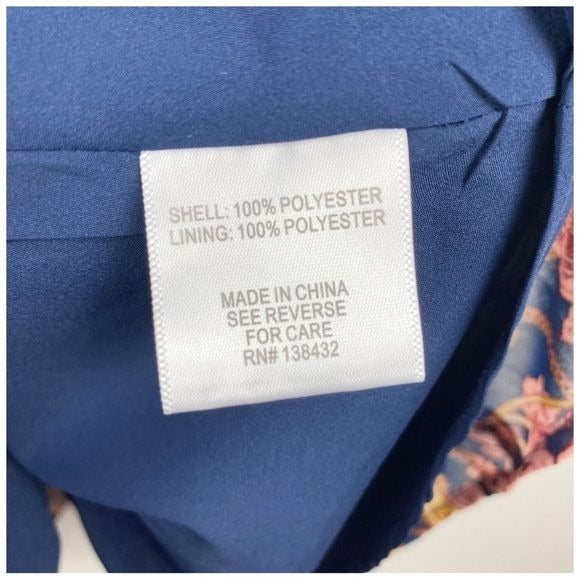 SHELL: 100% POLYESTER
LINING: 100% POLYESTER
MADE IN CHINA
SEE REVERSE
FOR CARE
RN# 138432